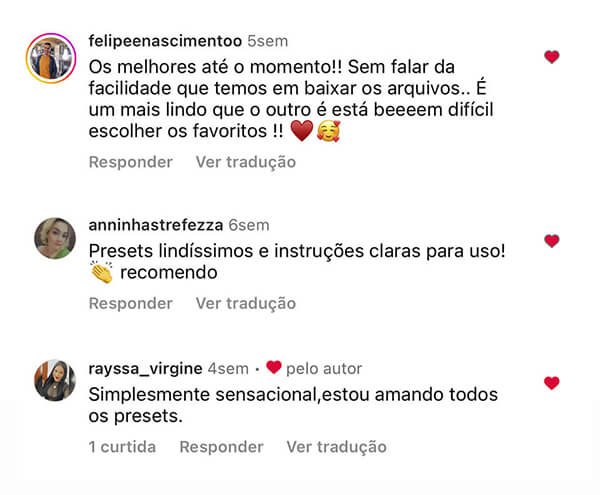 felipeenascimentoo 5sem
Os melhores até o momento!! Sem falar da
facilidade que temos em baixar os arquivos.. É
um mais lindo que o outro é está beeeem difícil
escolher os favoritos !! ♥️🥰
Responder Ver tradução
anninhastrefezza 6sem
Presets lindíssimos e instruções claras para uso!
👏 recomendo
Responder Ver tradução
rayssa_virgine 4sem • ♥ pelo autor
Simplesmente sensacional,estou amando todos
os presets.
1 curtida Responder Ver tradução